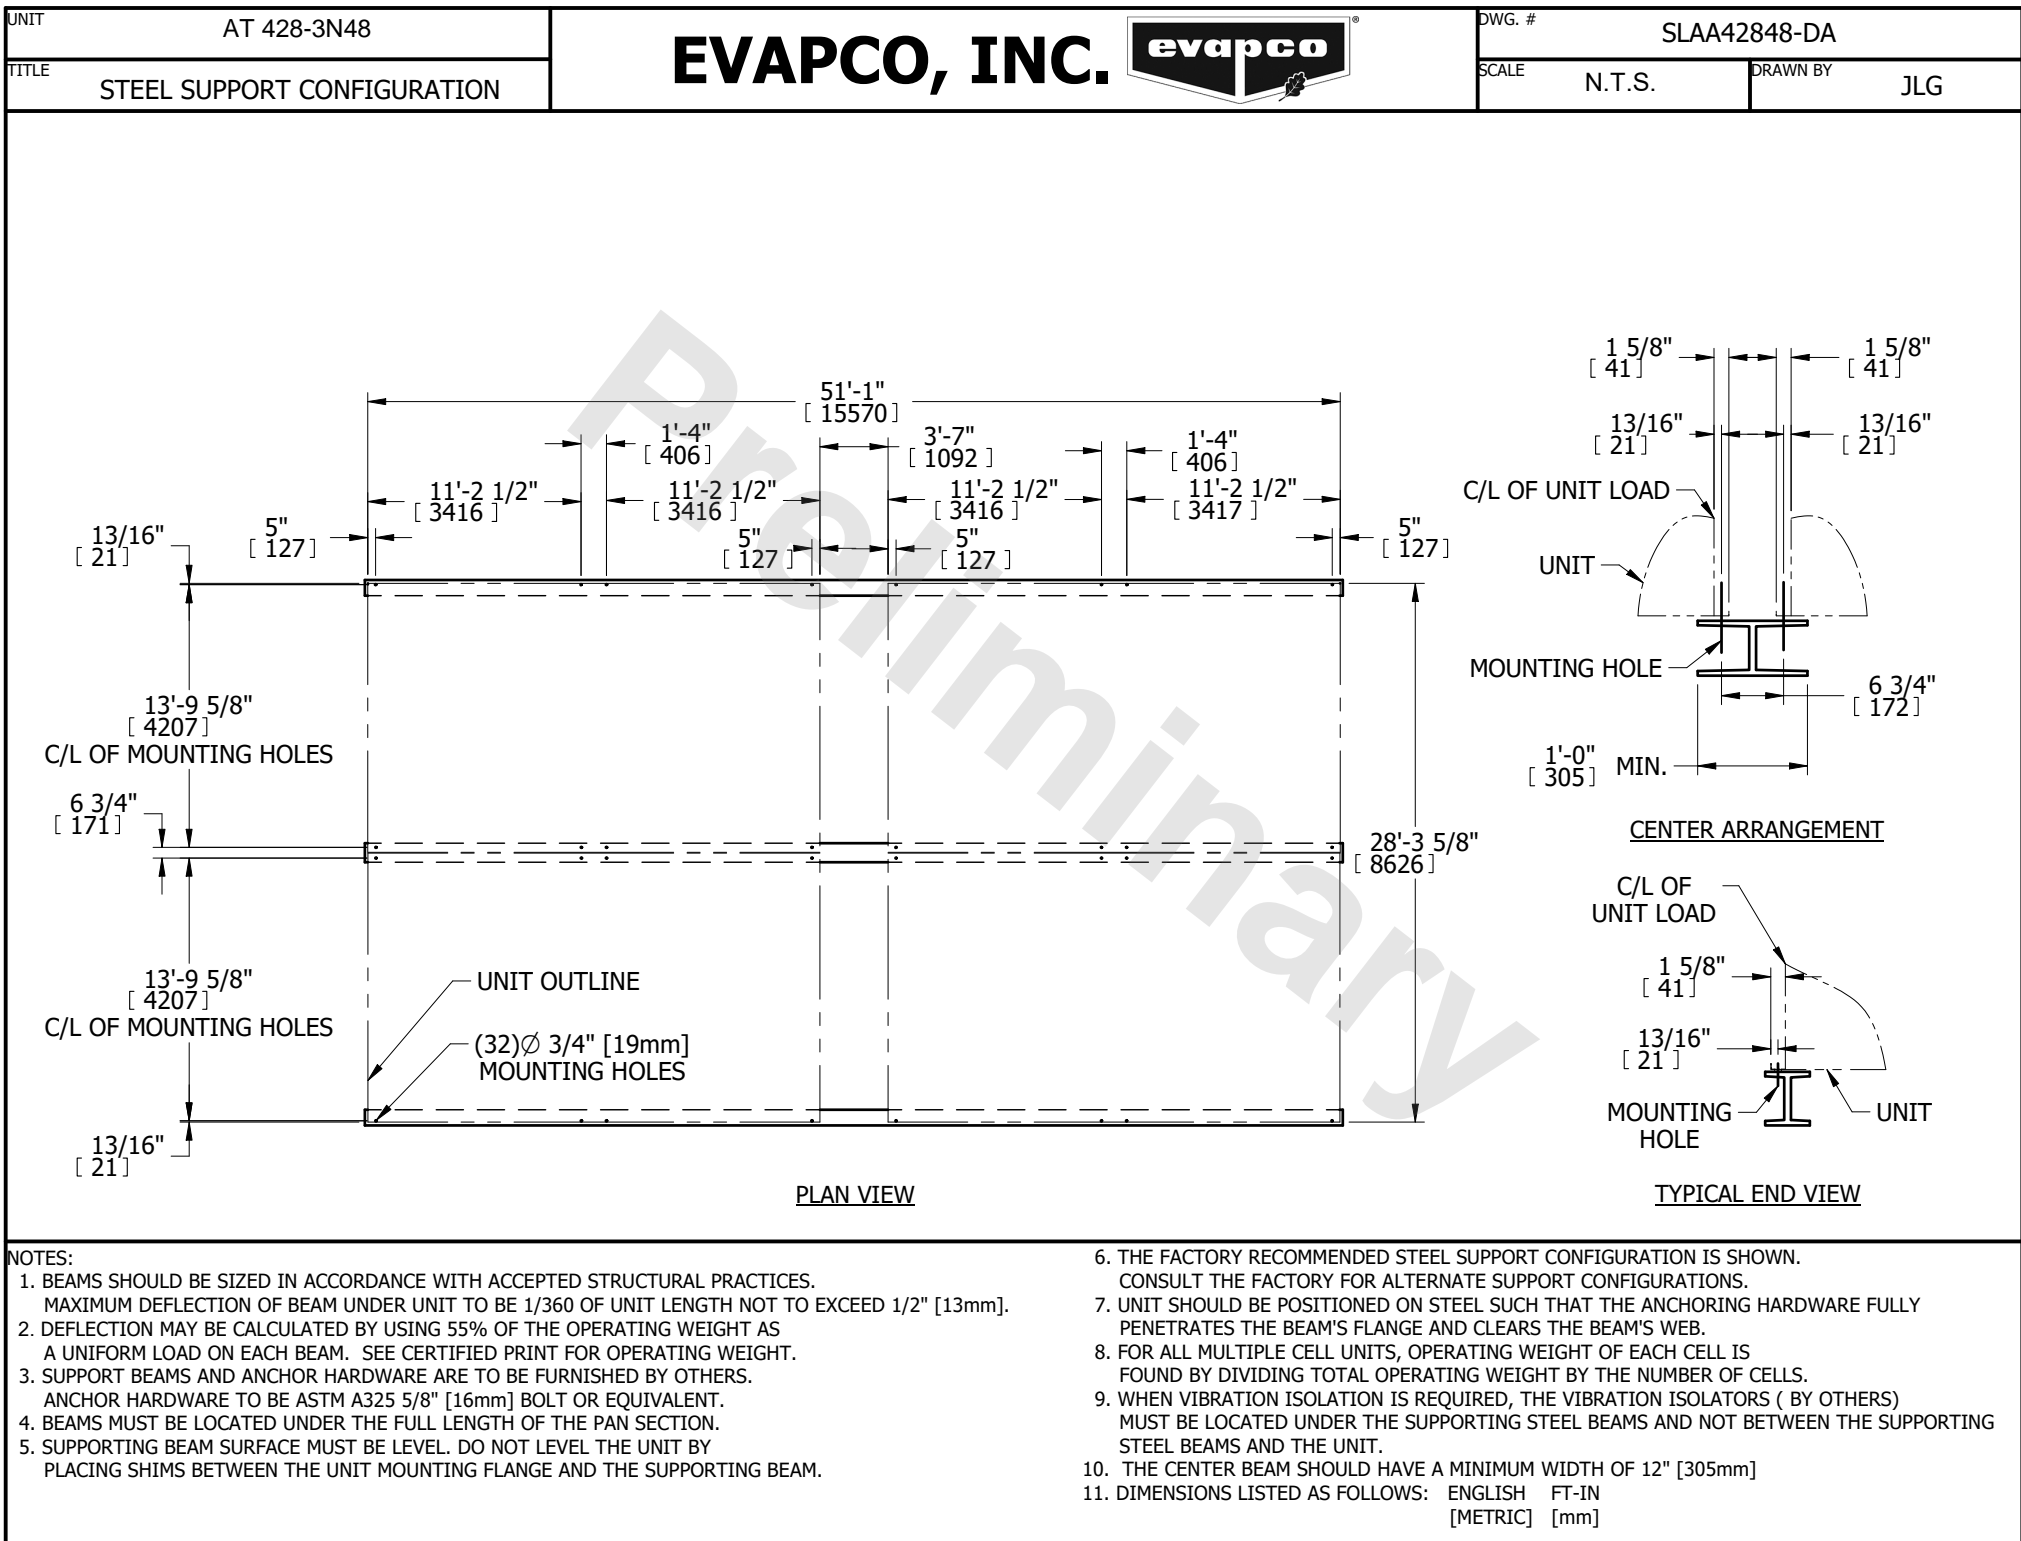 UNIT
AT 428-3N48
TITLE
STEEL SUPPORT CONFIGURATION
EVAPCO, INC.
evapco
®
DWG. #
SLAA42848-DA
SCALE
N.T.S.
DRAWN BY
JLG
Preliminary
51'-1"
[ 15570 ]
1'-4"
[ 406 ]
3'-7"
[ 1092 ]
1'-4"
[ 406 ]
11'-2 1/2"
[ 3416 ]
11'-2 1/2"
[ 3416 ]
11'-2 1/2"
[ 3416 ]
11'-2 1/2"
[ 3417 ]
13/16"
[ 21 ]
5"
[ 127 ]
5"
[ 127 ]
5"
[ 127 ]
5"
[ 127 ]
13'-9 5/8"
[ 4207 ]
C/L OF MOUNTING HOLES
6 3/4"
[ 171 ]
28'-3 5/8"
[ 8626 ]
13'-9 5/8"
[ 4207 ]
C/L OF MOUNTING HOLES
UNIT OUTLINE
(32)∅ 3/4" [19mm]
MOUNTING HOLES
13/16"
[ 21 ]
PLAN VIEW
1 5/8"
[ 41 ]
1 5/8"
[ 41 ]
13/16"
[ 21 ]
13/16"
[ 21 ]
C/L OF UNIT LOAD
UNIT
MOUNTING HOLE
6 3/4"
[ 172 ]
1'-0"
[ 305 ]
MIN.
CENTER ARRANGEMENT
C/L OF
UNIT LOAD
1 5/8"
[ 41 ]
13/16"
[ 21 ]
MOUNTING
HOLE
UNIT
TYPICAL END VIEW
NOTES:
1. BEAMS SHOULD BE SIZED IN ACCORDANCE WITH ACCEPTED STRUCTURAL PRACTICES.
MAXIMUM DEFLECTION OF BEAM UNDER UNIT TO BE 1/360 OF UNIT LENGTH NOT TO EXCEED 1/2" [13mm].
2. DEFLECTION MAY BE CALCULATED BY USING 55% OF THE OPERATING WEIGHT AS
A UNIFORM LOAD ON EACH BEAM. SEE CERTIFIED PRINT FOR OPERATING WEIGHT.
3. SUPPORT BEAMS AND ANCHOR HARDWARE ARE TO BE FURNISHED BY OTHERS.
ANCHOR HARDWARE TO BE ASTM A325 5/8" [16mm] BOLT OR EQUIVALENT.
4. BEAMS MUST BE LOCATED UNDER THE FULL LENGTH OF THE PAN SECTION.
5. SUPPORTING BEAM SURFACE MUST BE LEVEL. DO NOT LEVEL THE UNIT BY
PLACING SHIMS BETWEEN THE UNIT MOUNTING FLANGE AND THE SUPPORTING BEAM.
6. THE FACTORY RECOMMENDED STEEL SUPPORT CONFIGURATION IS SHOWN.
CONSULT THE FACTORY FOR ALTERNATE SUPPORT CONFIGURATIONS.
7. UNIT SHOULD BE POSITIONED ON STEEL SUCH THAT THE ANCHORING HARDWARE FULLY
PENETRATES THE BEAM'S FLANGE AND CLEARS THE BEAM'S WEB.
8. FOR ALL MULTIPLE CELL UNITS, OPERATING WEIGHT OF EACH CELL IS
FOUND BY DIVIDING TOTAL OPERATING WEIGHT BY THE NUMBER OF CELLS.
9. WHEN VIBRATION ISOLATION IS REQUIRED, THE VIBRATION ISOLATORS ( BY OTHERS)
MUST BE LOCATED UNDER THE SUPPORTING STEEL BEAMS AND NOT BETWEEN THE SUPPORTING
STEEL BEAMS AND THE UNIT.
10. THE CENTER BEAM SHOULD HAVE A MINIMUM WIDTH OF 12" [305mm]
11. DIMENSIONS LISTED AS FOLLOWS: ENGLISH FT-IN
[METRIC] [mm]